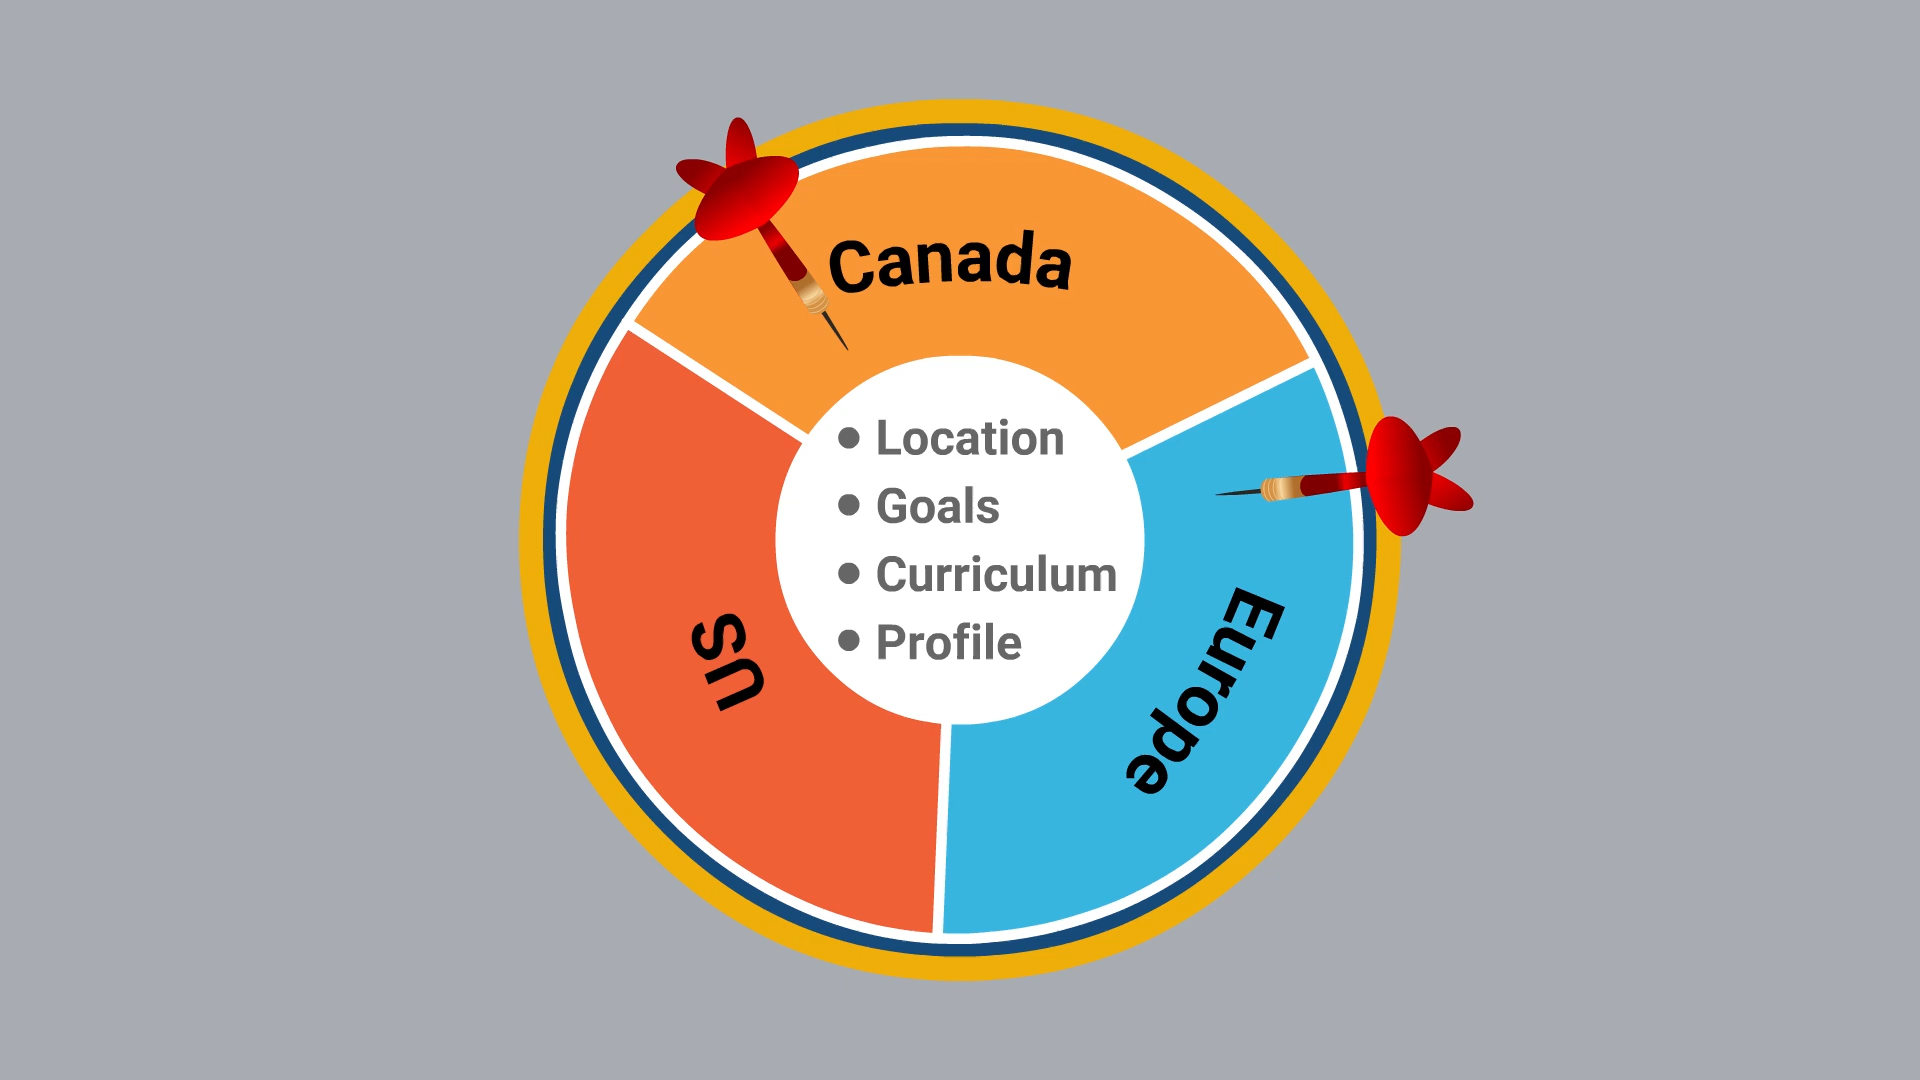 Canada
• Location
• Goals
• Curriculum
• Profile
US
Europe